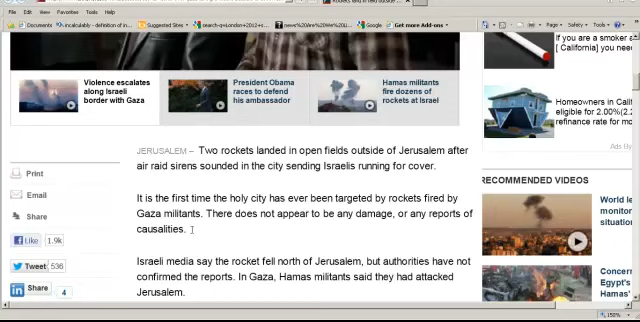 File Edit View Favorites Tools Help
Documents
Suggested Sites
Google
Get more Add-ons
Page Safety Tools
Violence escalates
along Israeli
border with Gaza
President Obama
races to defend
his ambassador
Hamas militants
fire dozens of
rockets at Israel
If you are a smoker
[ California] you
Homeowners in
eligible for 2.00%
refinance rate for
Ads By
JERUSALEM – Two rockets landed in open fields outside of Jerusalem after
air raid sirens sounded in the city sending Israelis running for cover.
It is the first time the holy city has ever been targeted by rockets fired by
Gaza militants. There does not appear to be any damage, or any reports of
causalities.
Israeli media say the rocket fell north of Jerusalem, but authorities have not
confirmed the reports. In Gaza, Hamas militants said they had attacked
Jerusalem.
Print
Email
Share
Like 1.9k
Tweet 536
Share 4
RECOMMENDED VIDEOS
World
monitor
situation
Concern
Egypt's
Hamas'
150%